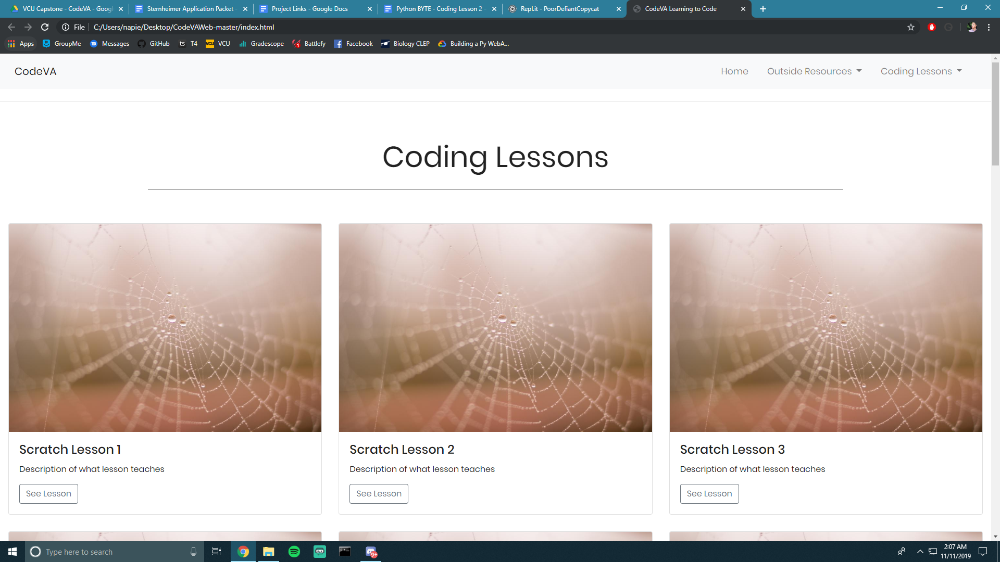 VCU Capstone - CodeVA - Googl
Sternheimer Application Packet -
Project Links - Google Docs
Python BYTE - Coding Lesson 2 -
Repl.it - PoorDefiantCopycat
CodeVA Learning to Code
File
C:/Users/napie/Desktop/CodeVAWeb-master/index.html
Apps
GroupMe
Messages
GitHub
ts
T4
VCU
VCU
Gradescope
Battlefy
Facebook
Biology CLEP
Building a Py WebA...
CodeVA
Home
Outside Resources
Coding Lessons
Coding Lessons
Scratch Lesson 1
Description of what lesson teaches
See Lesson
Scratch Lesson 2
Description of what lesson teaches
See Lesson
Scratch Lesson 3
Description of what lesson teaches
See Lesson
Type here to search
9+
2:07 AM
11/11/2019